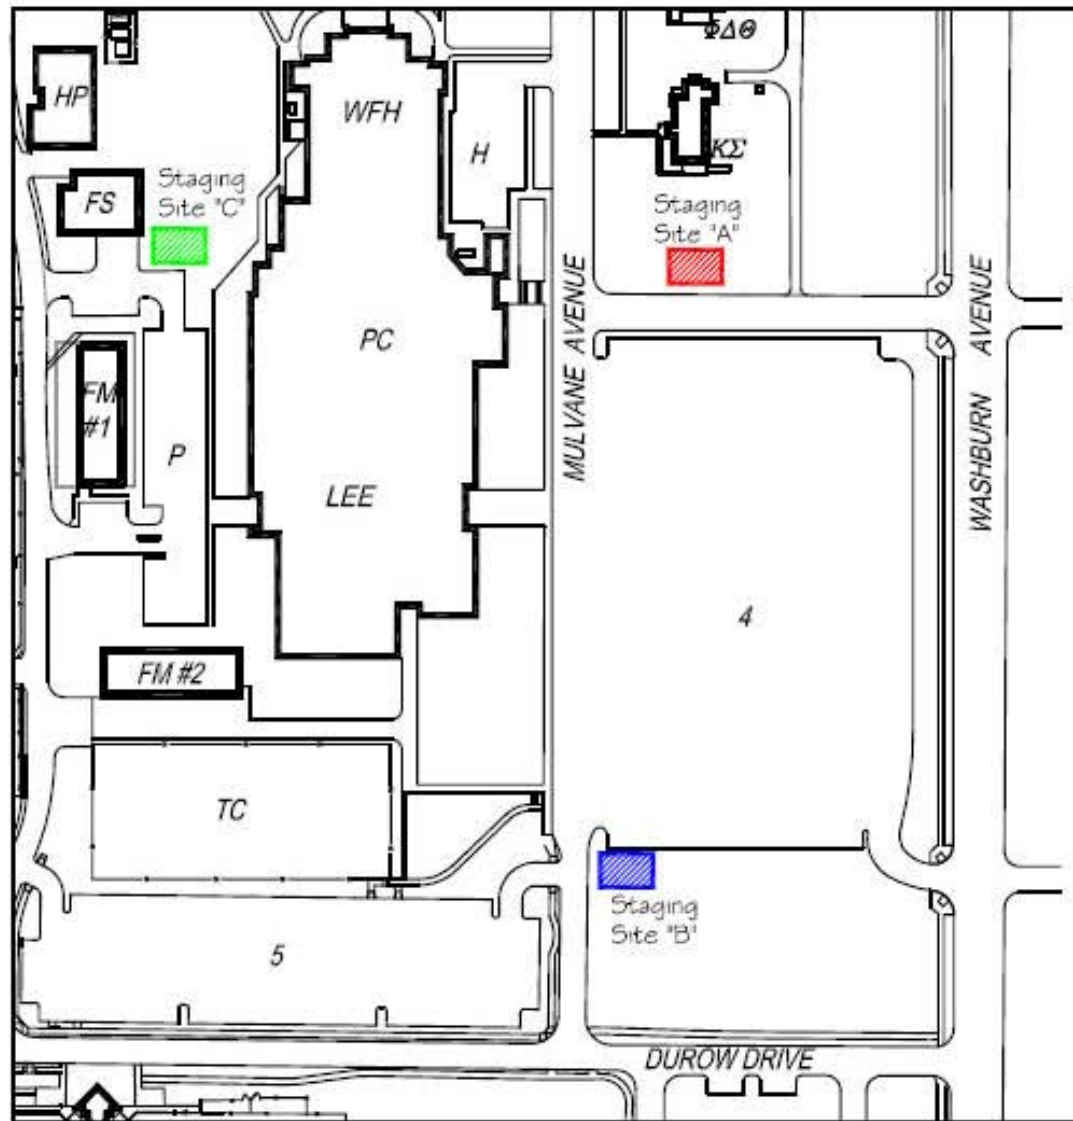 ΦΔΘ
HP
WFH
H
KΣ
FS
Staging
Site "C"
Staging
Site "A"
MULVANE AVENUE
WASHBURN AVENUE
PC
FM
#1
P
LEE
4
FM #2
TC
Staging
Site "B"
5
DUROW DRIVE